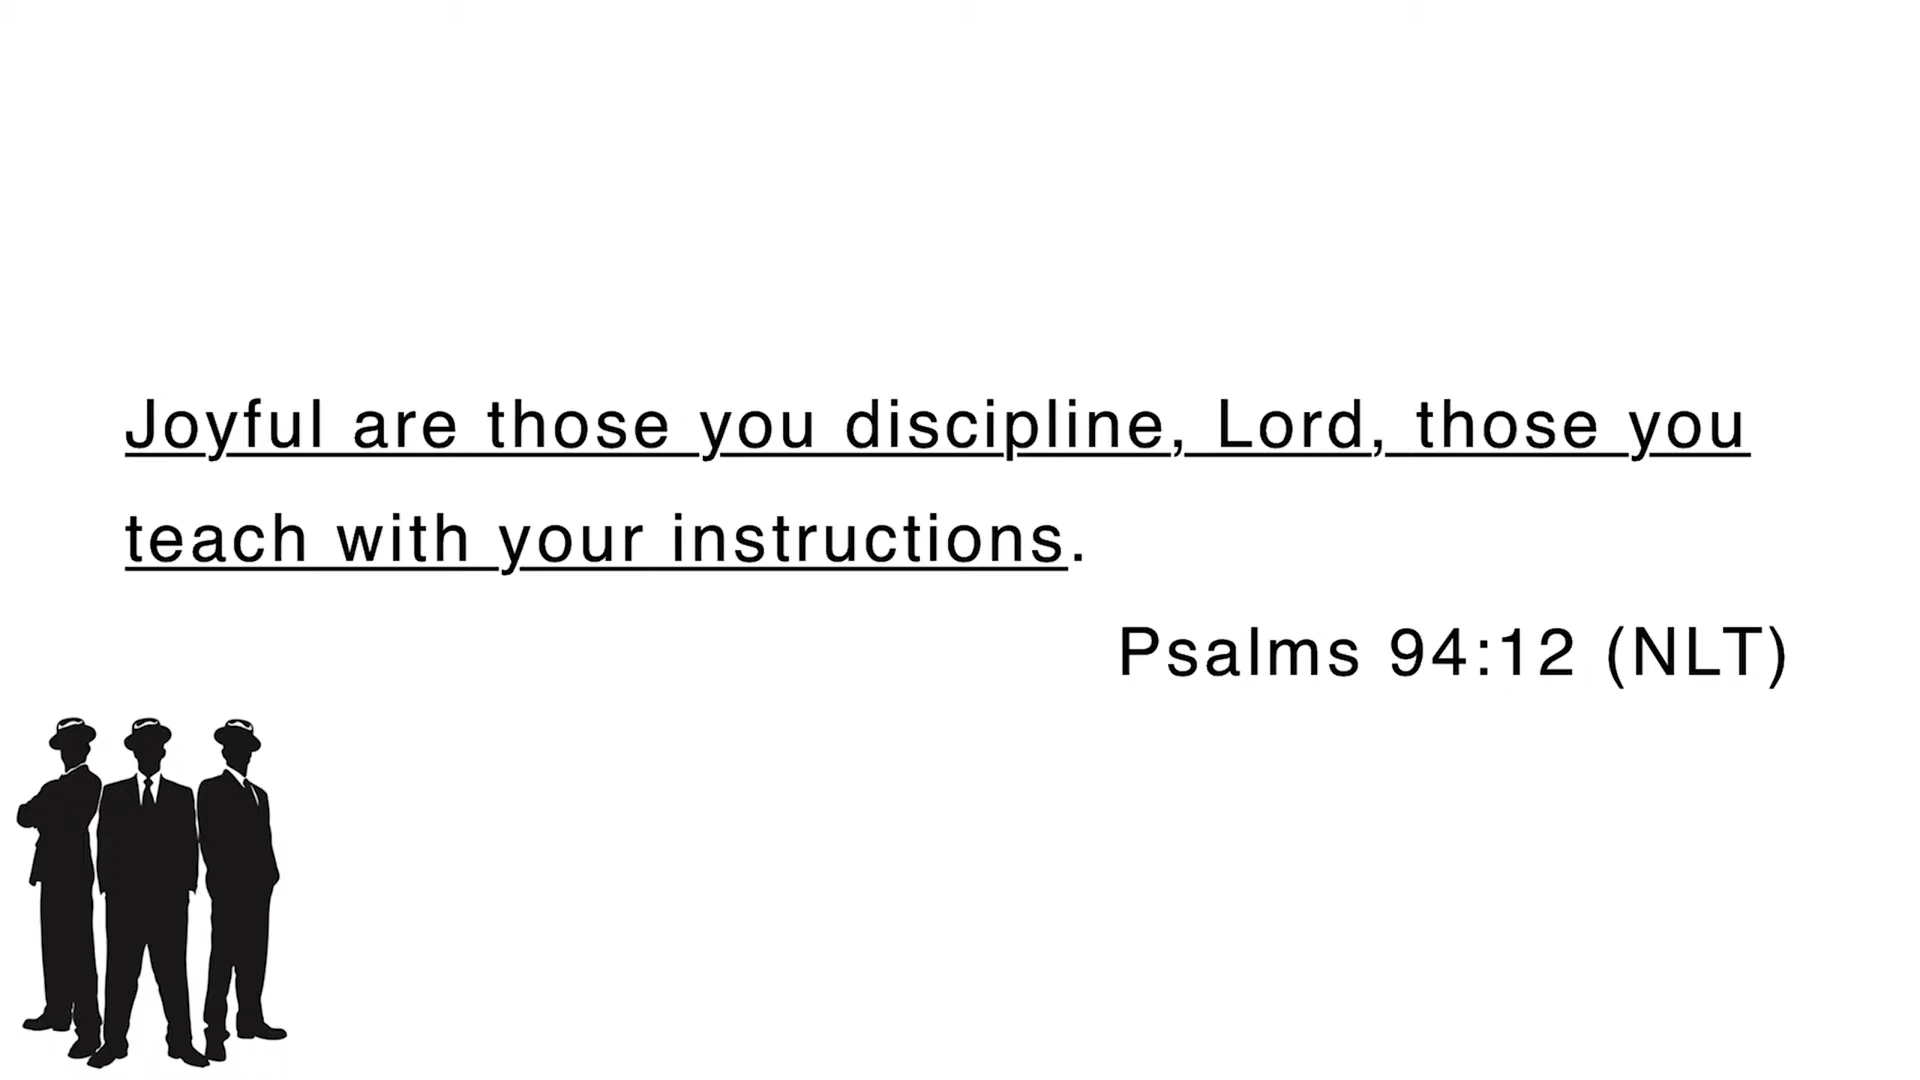 Joyful are those you discipline, Lord, those you
teach with your instructions.
Psalms 94:12 (NLT)